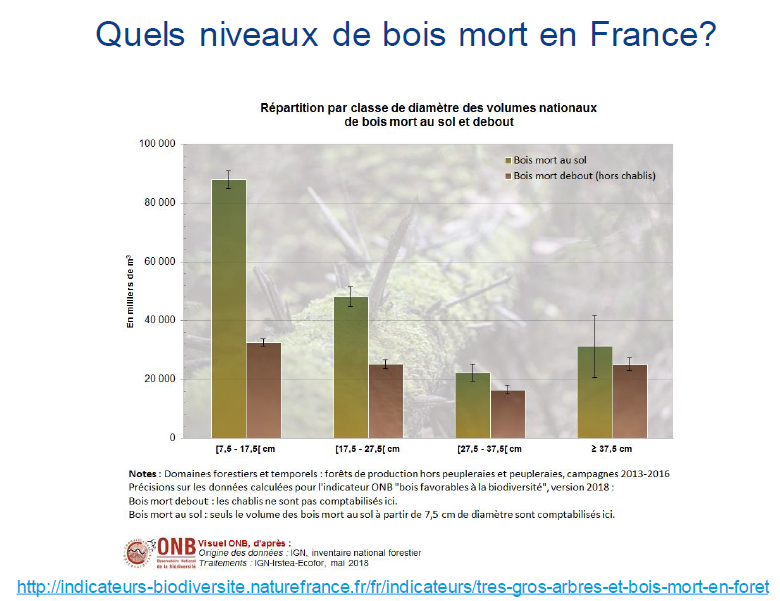 Quels niveaux de bois mort en France?
Répartition par classe de diamètre des volumes nationaux
de bois mort au sol et debout
100 000
80 000
60 000
40 000
20 000
0
En milliers de m³
Bois mort au sol
Bois mort debout (hors chablis)
[7,5 - 17,5[ cm
[17,5 - 27,5[ cm
[27,5 - 37,5[ cm
≥ 37,5 cm
Notes : Domaines forestiers et temporels : forêts de production hors peupleraies et peupleraies, campagnes 2013-2016
Précisions sur les données calculées pour l'indicateur ONB "bois favorables à la biodiversité", version 2018 :
Bois mort debout : les chablis ne sont pas comptabilisés ici.
Bois mort au sol : seuls le volume des bois mort au sol à partir de 7,5 cm de diamètre sont comptabilisés ici.
ONB
Observatoire National
de la Biodiversité
Visuel ONB, d'après :
Origine des données : IGN, inventaire national forestier
Traitements : IGN-Irstea-Ecofor, mai 2018
http://indicateurs-biodiversite.naturefrance.fr/fr/indicateurs/tres-gros-arbres-et-bois-mort-en-foret